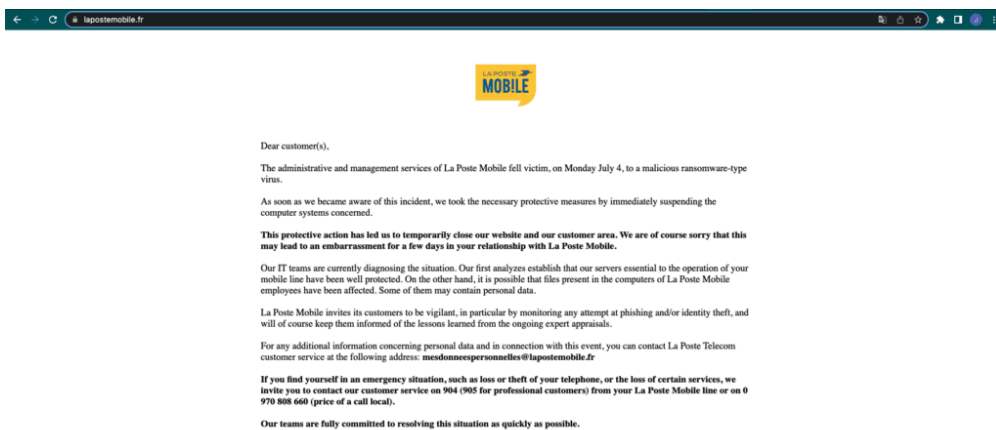 lapostemobile.fr
LA POSTE
MOB!LE
Dear customer(s),
The administrative and management services of La Poste Mobile fell victim, on Monday July 4, to a malicious ransomware-type
virus.
As soon as we became aware of this incident, we took the necessary protective measures by immediately suspending the
computer systems concerned.
This protective action has led us to temporarily close our website and our customer area. We are of course sorry that this
may lead to an embarrassment for a few days in your relationship with La Poste Mobile.
Our IT teams are currently diagnosing the situation. Our first analyzes establish that our servers essential to the operation of your
mobile line have been well protected. On the other hand, it is possible that files present in the computers of La Poste Mobile
employees have been affected. Some of them may contain personal data.
La Poste Mobile invites its customers to be vigilant, in particular by monitoring any attempt at phishing and/or identity theft, and
will of course keep them informed of the lessons learned from the ongoing expert appraisals.
For any additional information concerning personal data and in connection with this event, you can contact La Poste Telecom
customer service at the following address: mesdonneespersonnelles@lapostemobile.fr
If you find yourself in an emergency situation, such as loss or theft of your telephone, or the loss of certain services, we
invite you to contact our customer service on 904 (905 for professional customers) from your La Poste Mobile line or on 0
970 808 660 (price of a call local).
Our teams are fully committed to resolving this situation as quickly as possible.